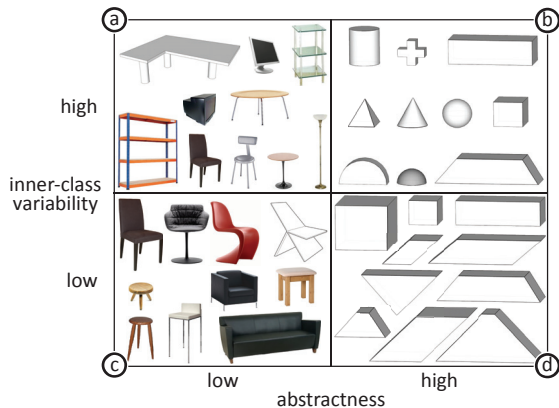 a
b
high
inner-class
variability
low
c
d
low
high
abstractness